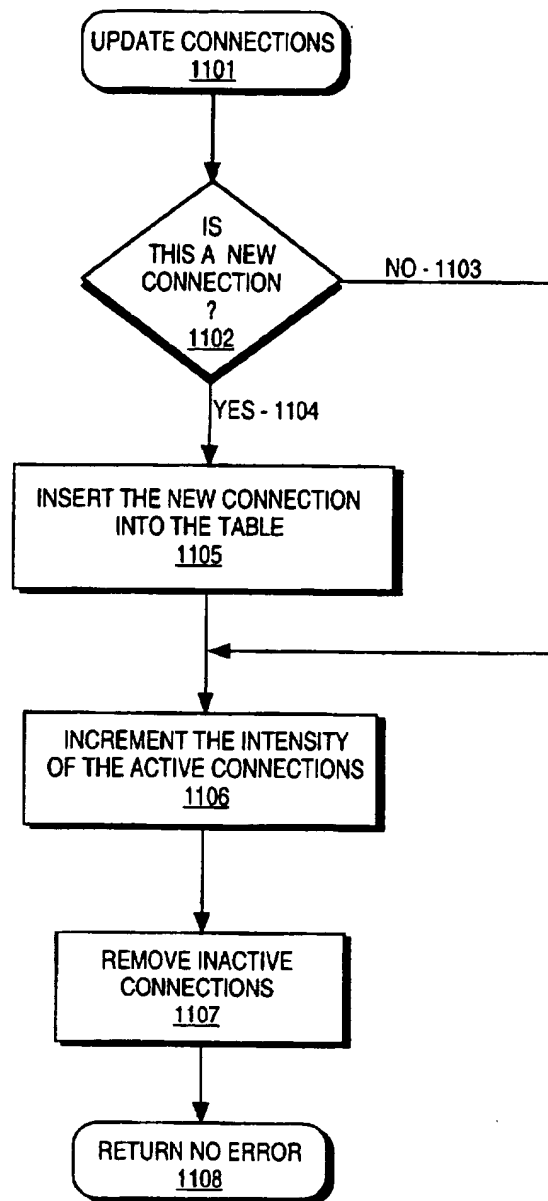 UPDATE CONNECTIONS
1101
IS
THIS A NEW
CONNECTION
?
1102
NO - 1103
YES - 1104
INSERT THE NEW CONNECTION
INTO THE TABLE
1105
INCREMENT THE INTENSITY
OF THE ACTIVE CONNECTIONS
1106
REMOVE INACTIVE
CONNECTIONS
1107
RETURN NO ERROR
1108